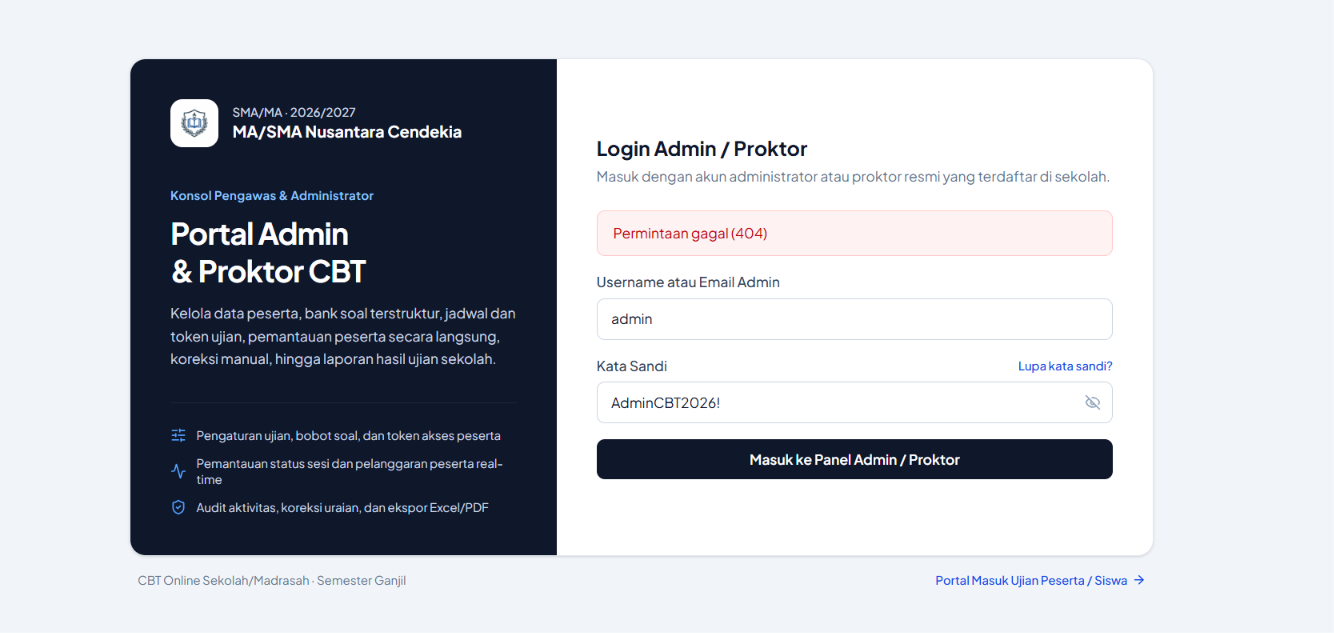 SMA/MA · 2026/2027
MA/SMA Nusantara Cendekia
Konsol Pengawas & Administrator
Portal Admin
& Proktor CBT
Kelola data peserta, bank soal terstruktur, jadwal dan
token ujian, pemantauan peserta secara langsung,
koreksi manual, hingga laporan hasil ujian sekolah.
Pengaturan ujian, bobot soal, dan token akses peserta
Pemantauan status sesi dan pelanggaran peserta real-
time
Audit aktivitas, koreksi uraian, dan ekspor Excel/PDF
Login Admin / Proktor
Masuk dengan akun administrator atau proktor resmi yang terdaftar di sekolah.
Permintaan gagal (404)
Username atau Email Admin
admin
Kata Sandi
Lupa kata sandi?
AdminCBT2026!
Masuk ke Panel Admin / Proktor
CBT Online Sekolah/Madrasah · Semester Ganjil
Portal Masuk Ujian Peserta / Siswa →